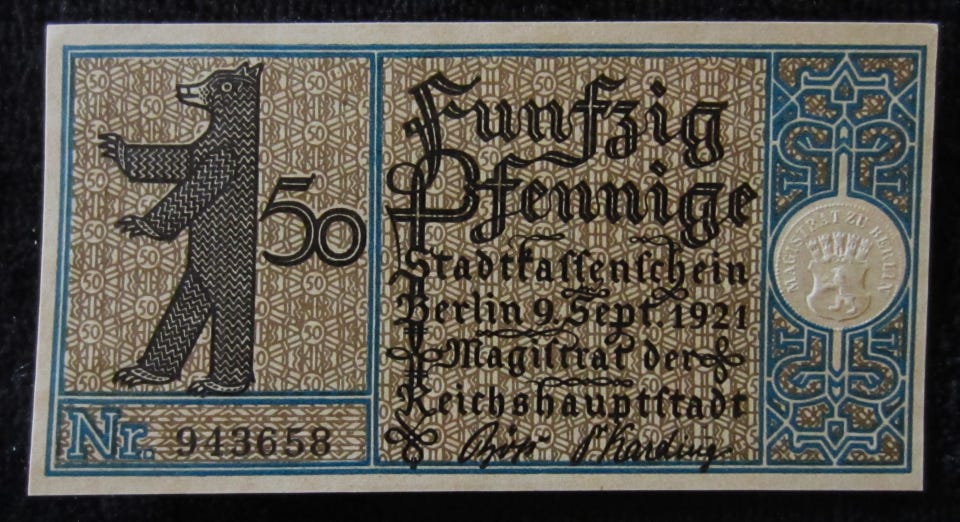 50
Funfzig
Pfennige
Stadtkassenschein
Berlin 9. Sept. 1921
Magistrat der
Reichshauptstadt
Nr. 943658
MAGISTRAT ZU BERLIN